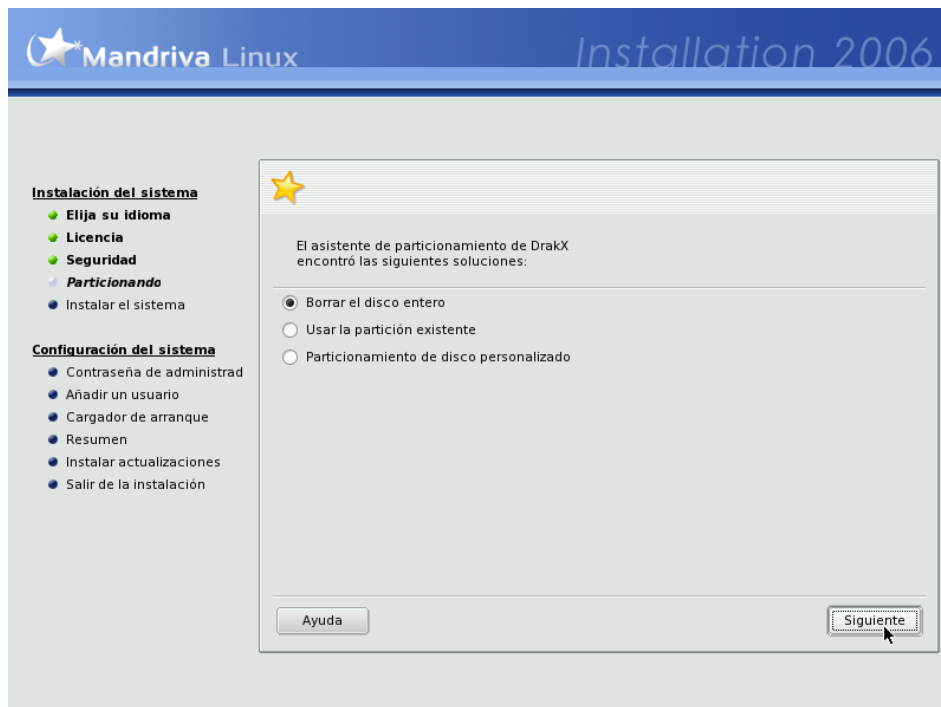 Mandriva Linux
Installation 2006
Instalación del sistema
Elija su idioma
Licencia
Seguridad
Particionando
Instalar el sistema
Configuración del sistema
Contraseña de administrad
Añadir un usuario
Cargador de arranque
Resumen
Instalar actualizaciones
Salir de la instalación
El asistente de particionamiento de DrakX
encontró las siguientes soluciones:
Borrar el disco entero
Usar la partición existente
Particionamiento de disco personalizado
Ayuda
Siguiente